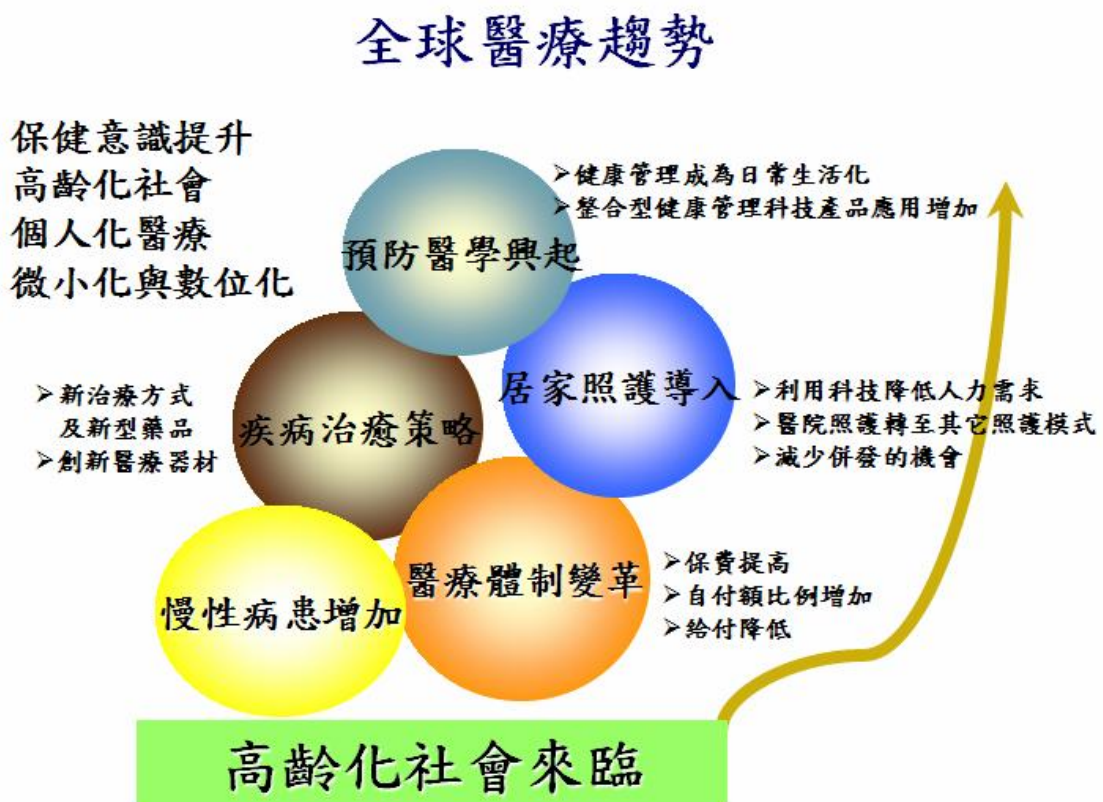 全球醫療趨勢
保健意識提升
高齡化社會
個人化醫療
微小化與數位化
➢健康管理成為日常生活化
➢整合型健康管理科技產品應用增加
預防醫學興起
居家照護導入
➢利用科技降低人力需求
➢醫院照護轉至其它照護模式
➢減少併發的機會
➢新治療方式
及新型藥品
➢創新醫療器材
疾病治癒策略
醫療體制變革
➢保費提高
➢自付額比例增加
➢給付降低
慢性病患增加
高齡化社會來臨